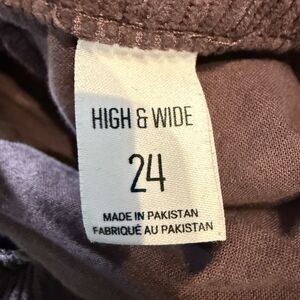 HIGH & WIDE
24
MADE IN PAKISTAN
FABRIQUÉ AU PAKISTAN